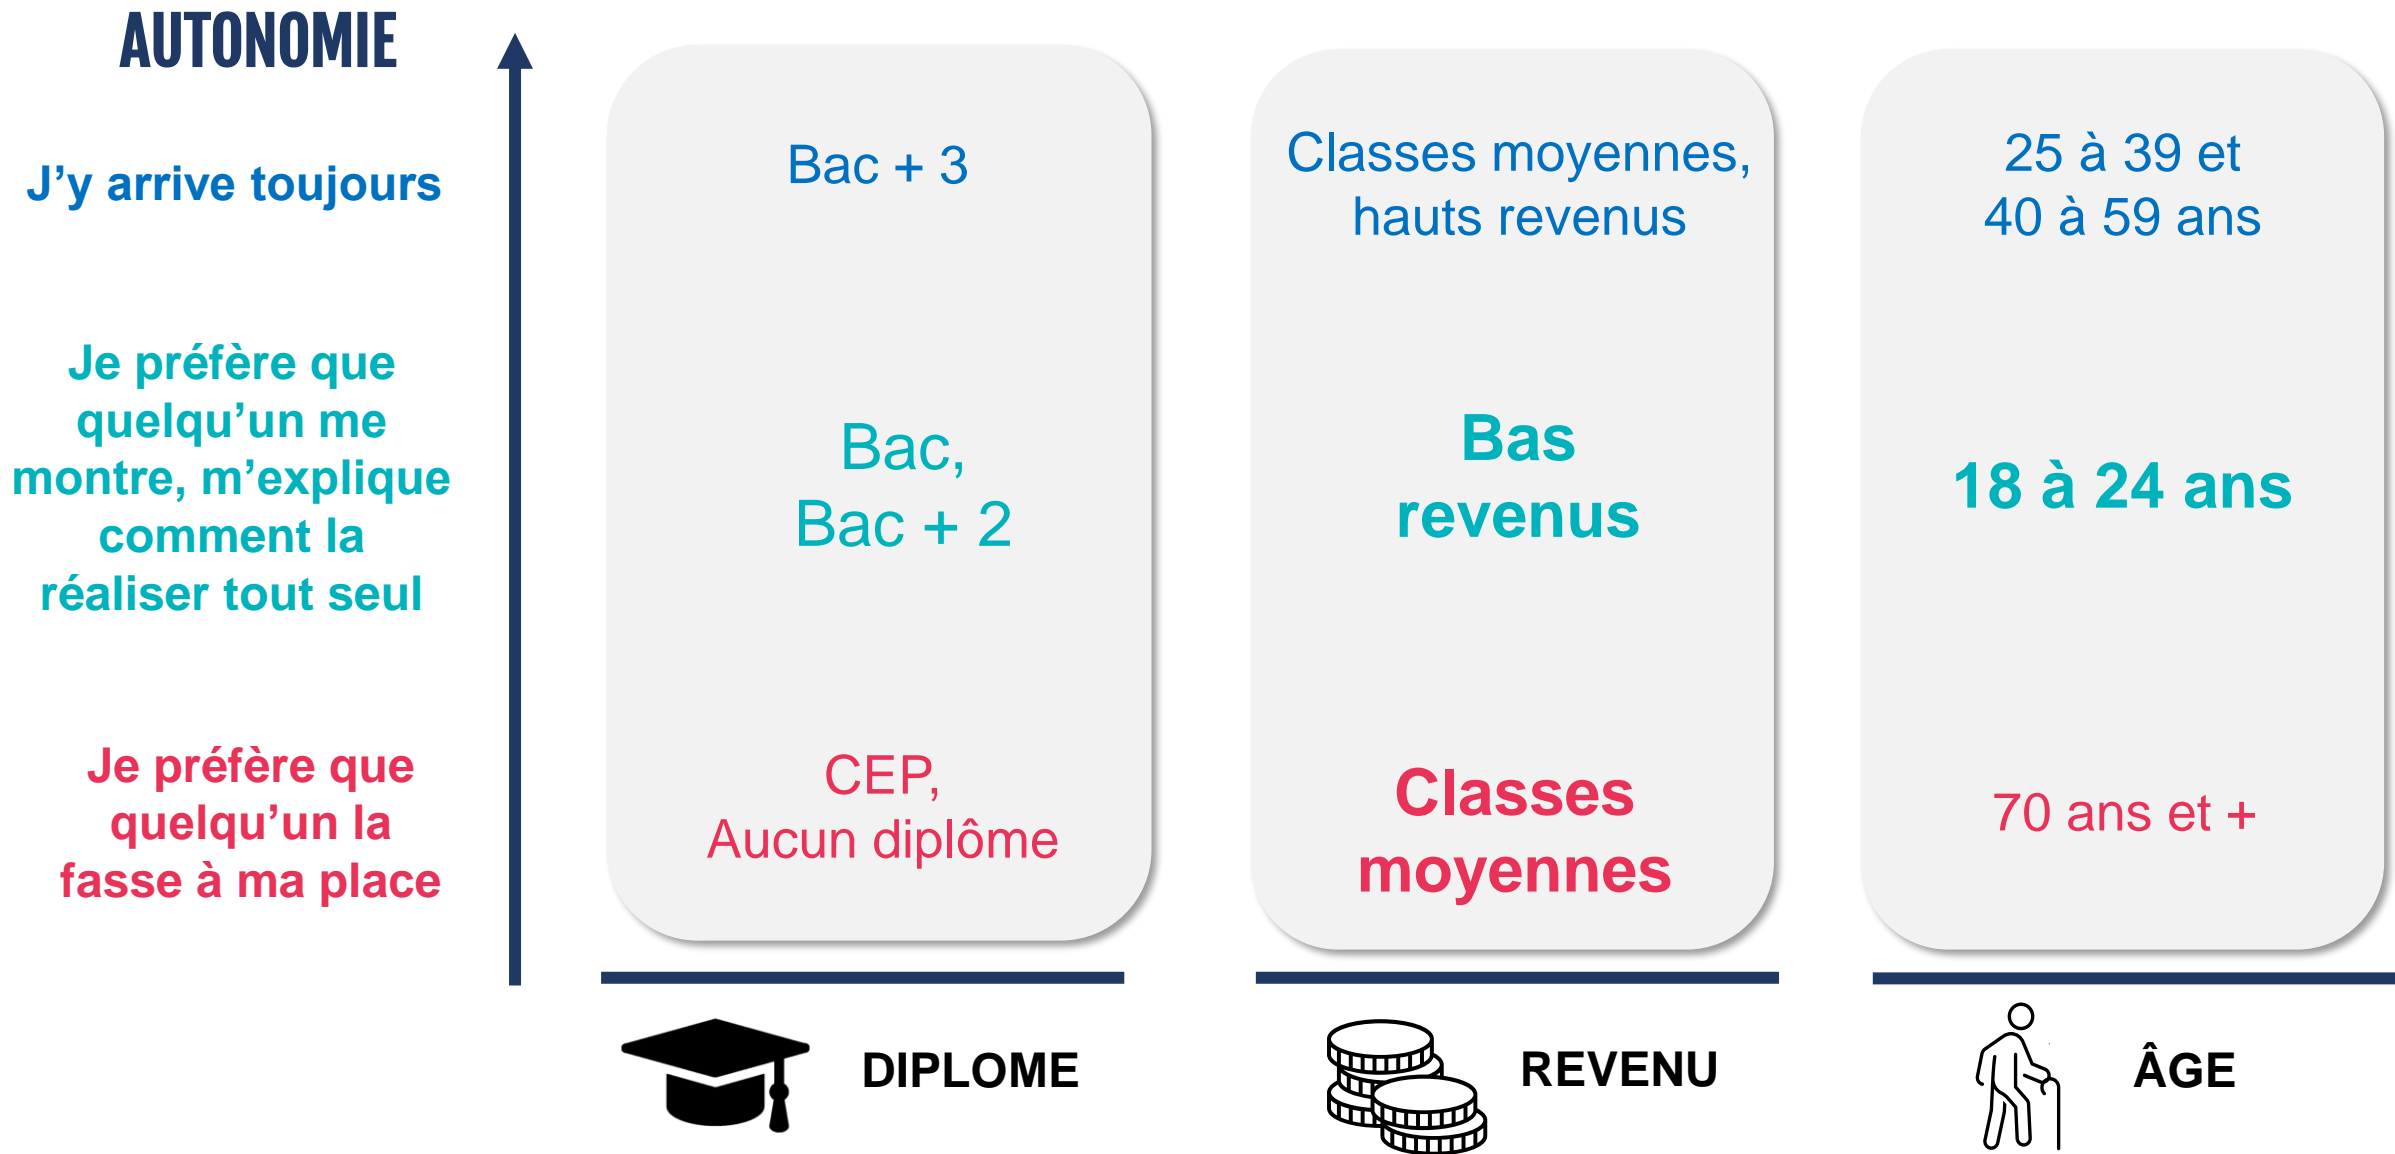 AUTONOMIE
J’y arrive toujours
Je préfère que
quelqu’un me
montre, m’explique
comment la
réaliser tout seul
Je préfère que
quelqu’un la
fasse à ma place
Bac + 3
Bac,
Bac + 2
CEP,
Aucun diplôme
DIPLOME
Classes moyennes,
hauts revenus
Bas
revenus
Classes
moyennes
REVENU
25 à 39 et
40 à 59 ans
18 à 24 ans
70 ans et +
ÂGE